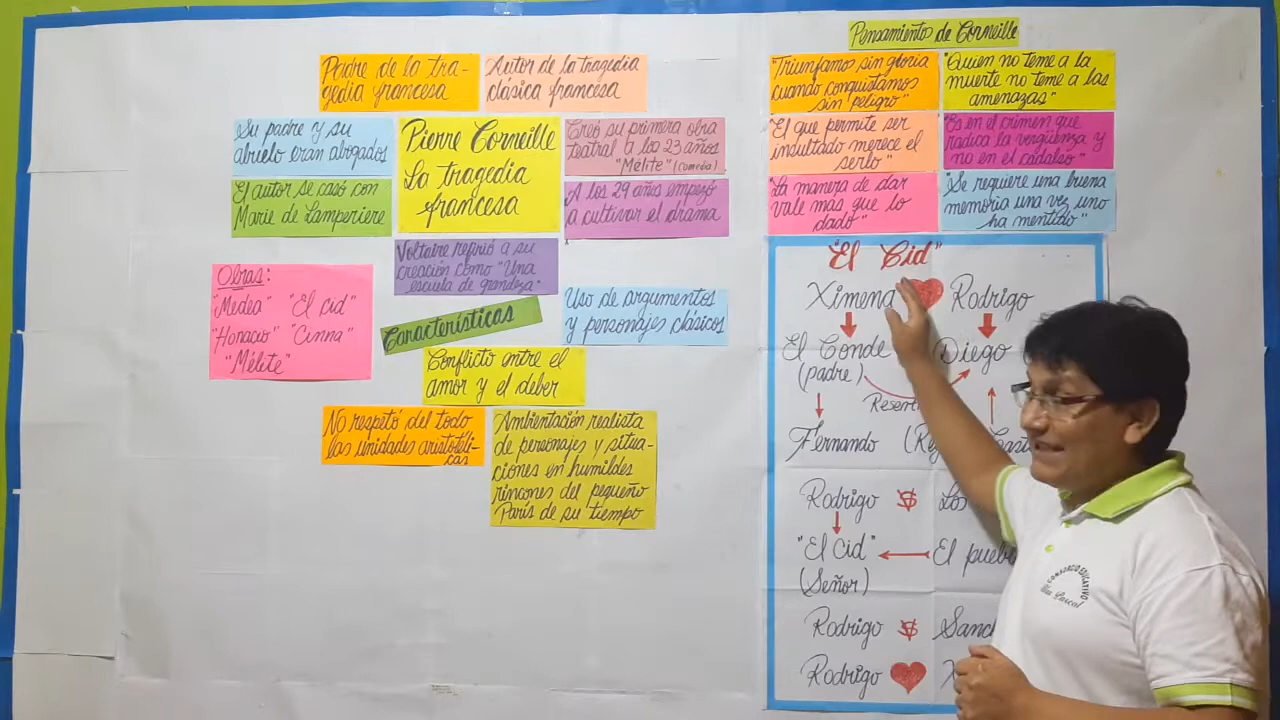 Padre de la tra-
gedia francesa
Autor de la tragedia
clásica francesa
Su padre y su
abuelo eran abogados
Pierre Corneille
La tragedia
francesa
Creó su primera obra
teatral a los 23 años
"Mélite" (Comedia)
El autor se casó con
Marie de Lamperiere
A los 29 años empezó
a cultivar el drama
Voltaire refirió a su
creación como "Una
escuela de grandeza"
Obras:
"Medea" "El Cid"
"Horacio" "Cinna"
"Mélite"
Características
Uso de argumentos
y personajes clásicos
Conflicto entre el
amor y el deber
No respetó del todo
las unidades aristotéli-
cas
Ambientación realista
de personajes y situa-
ciones en humildes
rincones del pequeño
París de su tiempo
Pensamiento de Corneille
"Triunfamos sin gloria
cuando conquistamos
sin peligro"
"Quien no teme a la
muerte no teme a las
amenazas"
"El que permite ser
insultado merece el
serlo"
"Es en el crimen que
radica la vergüenza y
no en el cadalso"
"La manera de dar
vale más que lo
dado"
"Se requiere una buena
memoria una vez uno
ha mentido"
"El Cid"
Ximena Rodrigo
El Conde Diego
(padre)
Fernando
Rodrigo VS
"El Cid" El
(Señor)
Rodrigo VS
Rodrigo
CONSORCIO EDUCATIVO
Blas Pascal